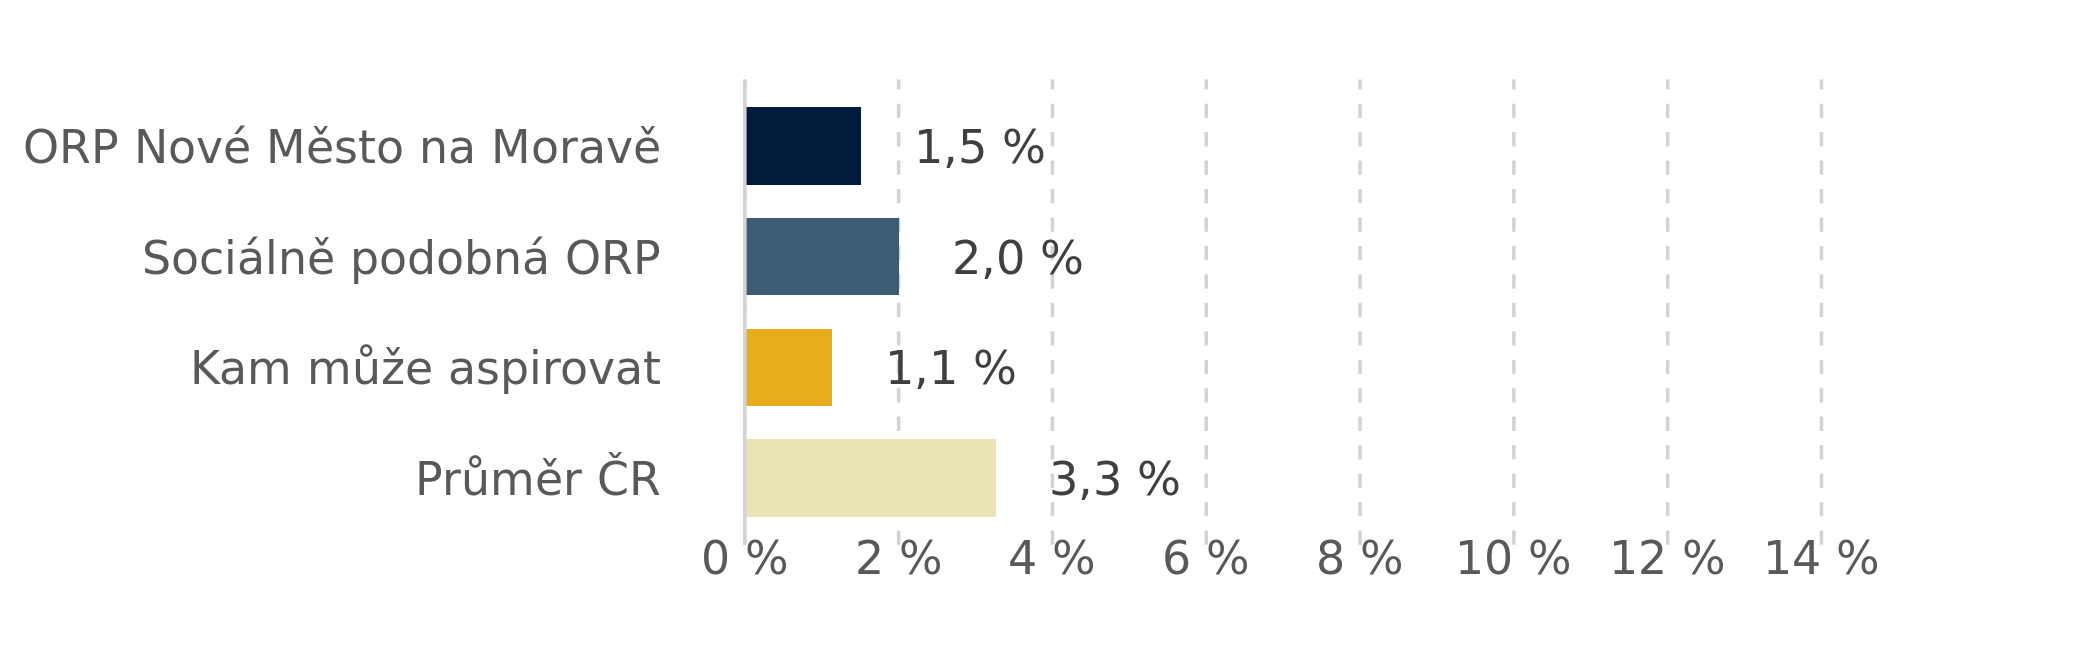 ORP Nové Město na Moravě 1,5 %
Sociálně podobná ORP 2,0 %
Kam může aspirovat 1,1 %
Průměr ČR 3,3 %
0 % 2 % 4 % 6 % 8 % 10 % 12 % 14 %